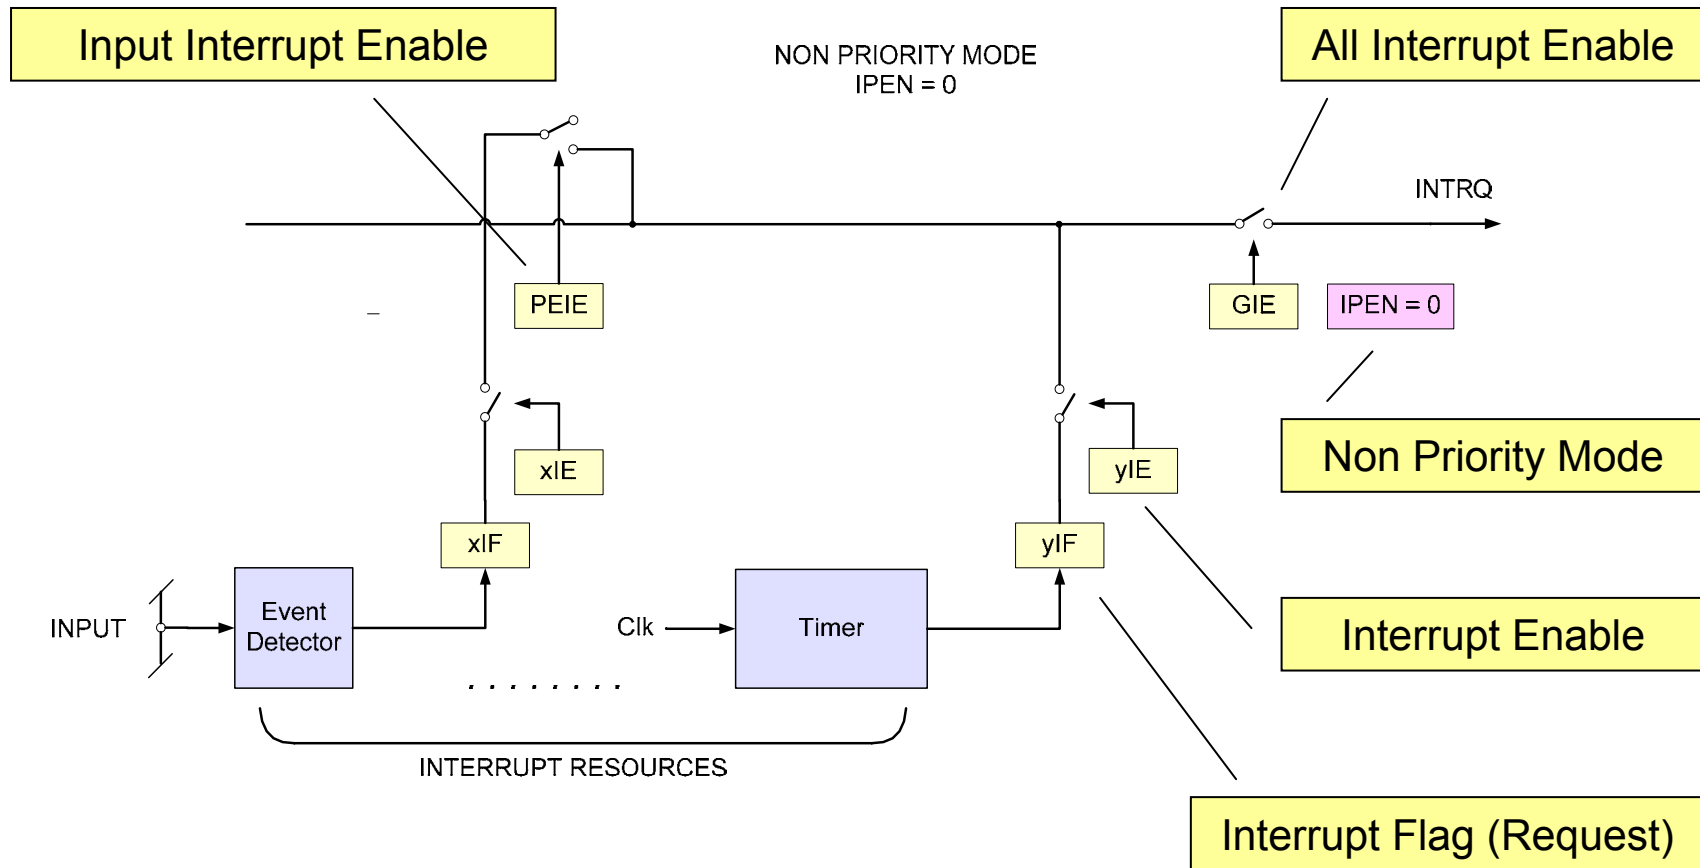 Input Interrupt Enable
NON PRIORITY MODE
IPEN = 0
All Interrupt Enable
INTRQ
PEIE
GIE
IPEN = 0
xIE
yIE
Non Priority Mode
xIF
yIF
INPUT
Event
Detector
Clk
Timer
Interrupt Enable
. . . . . . . .
INTERRUPT RESOURCES
Interrupt Flag (Request)